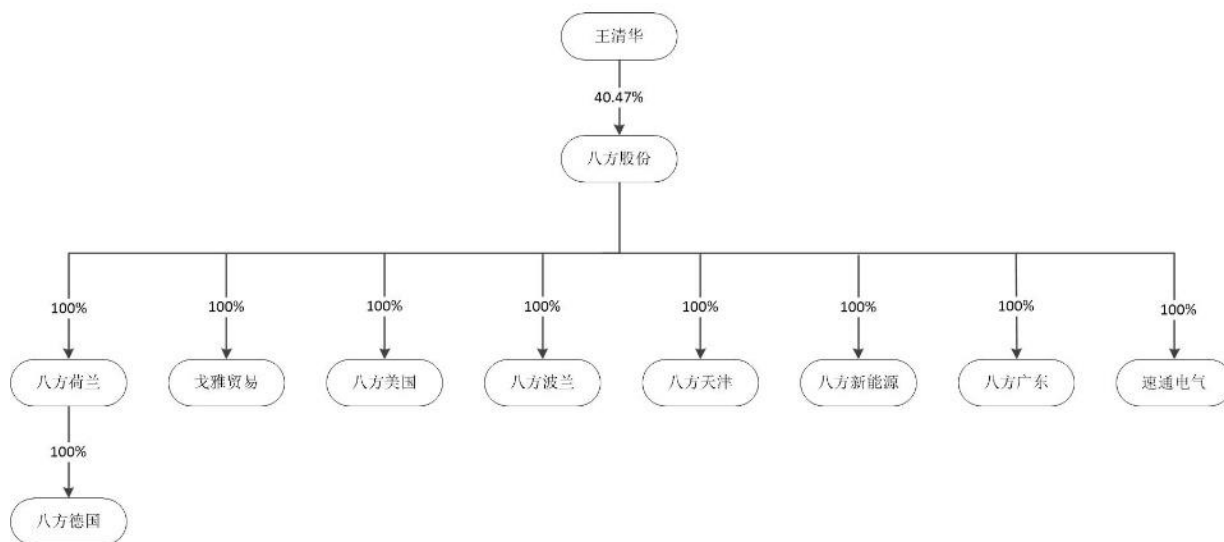 王清华
40.47%
八方股份
100%
100%
100%
100%
100%
100%
100%
100%
八方荷兰
戈雅贸易
八方美国
八方波兰
八方天津
八方新能源
八方广东
速通电气
100%
八方德国